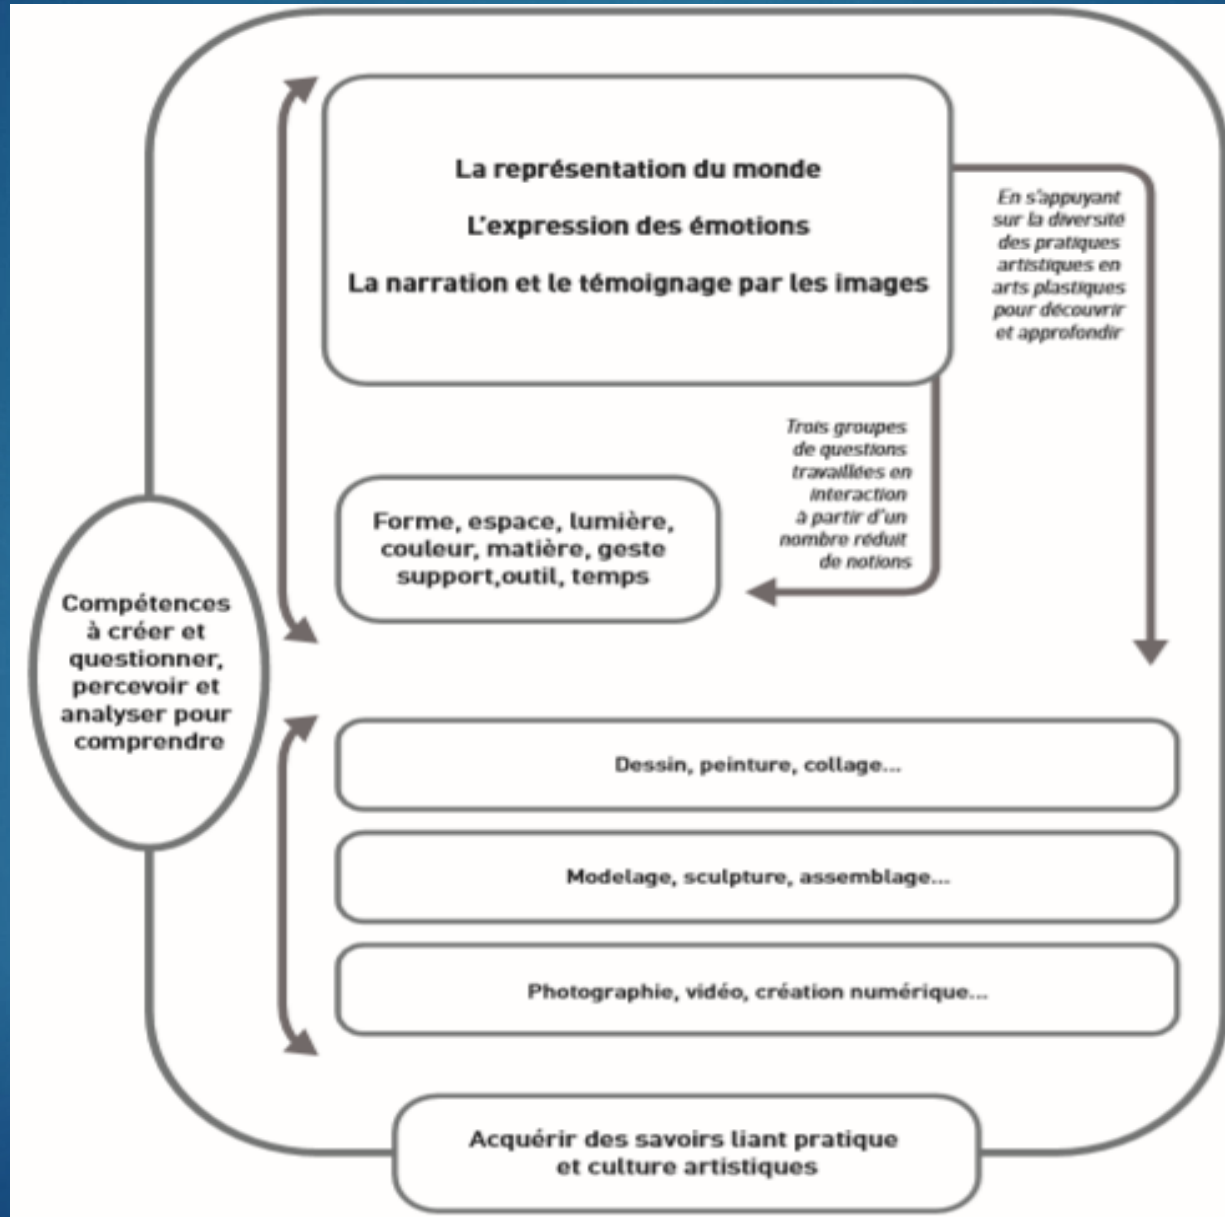 La représentation du monde
L'expression des émotions
La narration et le témoignage par les images
En s'appuyant
sur la diversité
des pratiques
artistiques en
arts plastiques
pour découvrir
et approfondir
Trois groupes
de questions
travaillées en
interaction
à partir d'un
nombre réduit
de notions
Forme, espace, lumière,
couleur, matière, geste
support,outil, temps
Compétences
à créer et
questionner,
percevoir et
analyser pour
comprendre
Dessin, peinture, collage...
Modelage, sculpture, assemblage...
Photographie, vidéo, création numérique...
Acquérir des savoirs liant pratique
et culture artistiques